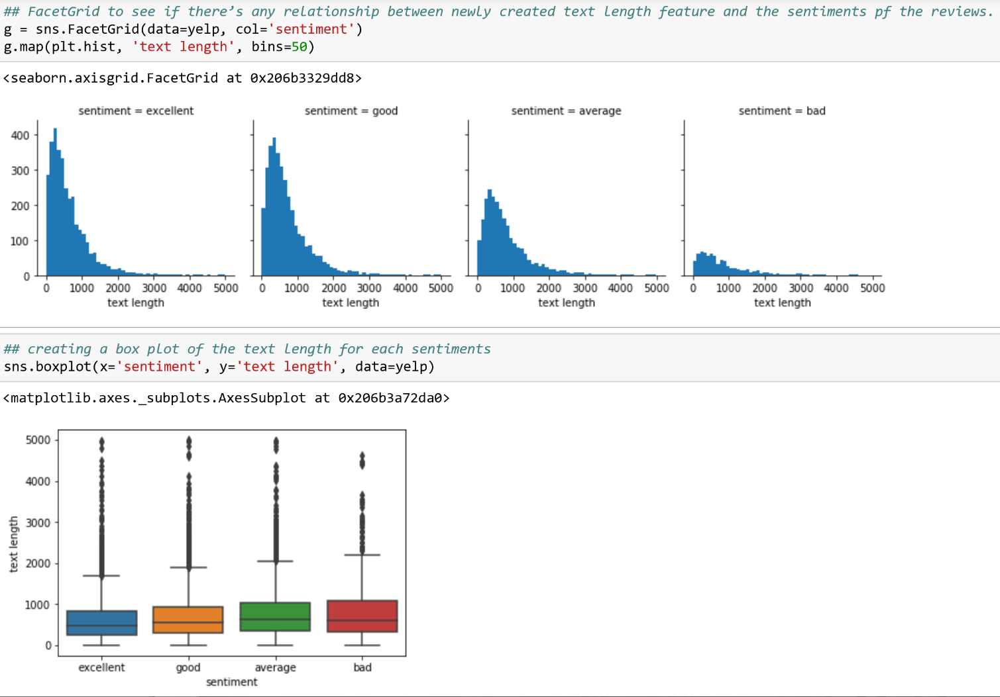 ## FacetGrid to see if there’s any relationship between newly created text length feature and the sentiments pf the reviews.
g = sns.FacetGrid(data=yelp, col='sentiment')
g.map(plt.hist, 'text length', bins=50)
<seaborn.axisgrid.FacetGrid at 0x206b3329dd8>
sentiment = excellent
sentiment = good
sentiment = average
sentiment = bad
400
300
200
100
0
0 1000 2000 3000 4000 5000
text length
0 1000 2000 3000 4000 5000
text length
0 1000 2000 3000 4000 5000
text length
0 1000 2000 3000 4000 5000
text length
## creating a box plot of the text length for each sentiments
sns.boxplot(x='sentiment', y='text length', data=yelp)
<matplotlib.axes._subplots.AxesSubplot at 0x206b3a72da0>
5000
4000
3000
2000
1000
0
text length
excellent good average bad
sentiment